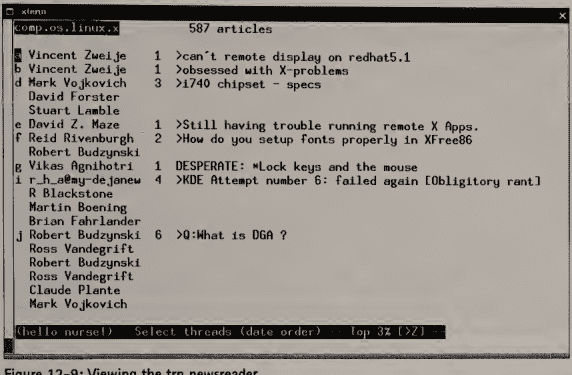 xterm
comp.os.linux.x 587 articles
a Vincent Zweije 1 >can't remote display on redhat5.1
b Vincent Zweije 1 >obsessed with X-problems
d Mark Vojkovich 3 >i740 chipset - specs
David Forster
Stuart Lamble
e David Z. Maze 1 >Still having trouble running remote X Apps.
f Reid Rivenburgh 2 >How do you setup fonts properly in XFree86
Robert Budzynski
g Vikas Agnihotri 1 DESPERATE: *Lock keys and the mouse
i r_h_a@my-dejanew 4 >KDE Attempt number 6: failed again [Obligitory rant]
R Blackstone
Martin Boening
Brian Fahrlander
j Robert Budzynski 6 >Q:What is DGA ?
Ross Vandegrift
Robert Budzynski
Ross Vandegrift
Claude Plante
Mark Vojkovich
(hello nurse!) Select threads (date order) -- Top 3% [>Z] --
Figure 12-9: Viewing the trn newsreader